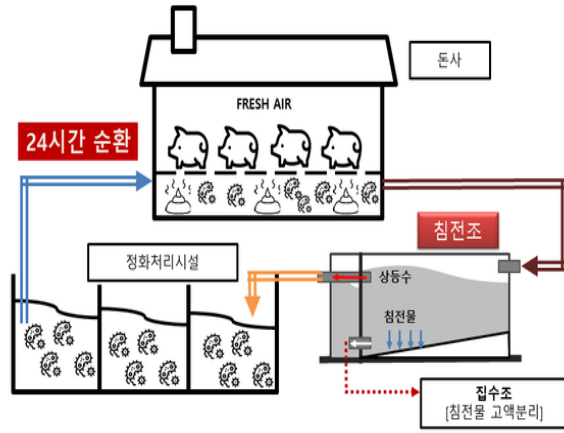 돈사
FRESH AIR
24시간 순환
침전조
정화처리시설
상등수
침전물
집수조
[침전물 고액분리]